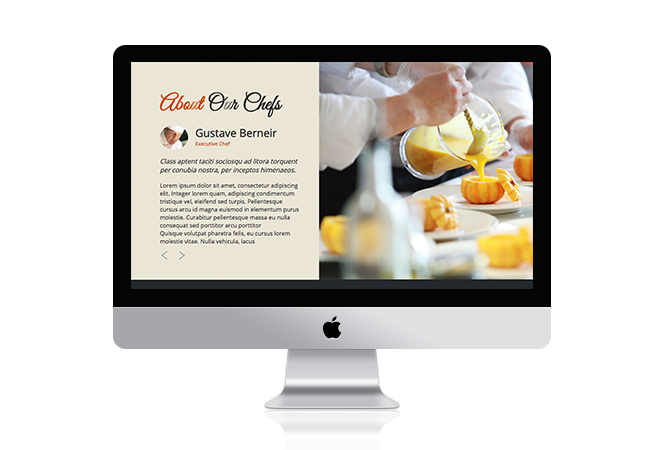 About Our Chefs
Gustave Berneir
Executive Chef
Class aptent taciti sociosqu ad litora torquent
per conubia nostra, per inceptos himenaeos.
Lorem ipsum dolor sit amet, consectetur adipiscing
elit. Integer lorem quam, adipiscing condimentum
tristique vel, eleifend sed turpis. Pellentesque
cursus arcu id magna euismod in elementum purus
molestie. Curabitur pellentesque massa eu nulla
consequat sed porttitor arcu porttitor
Quisque volutpat pharetra felis, eu cursus lorem
molestie vitae. Nulla vehicula, lacus